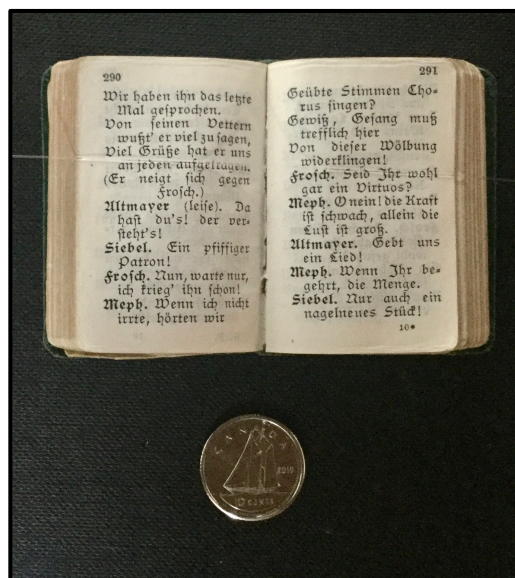 290
Wir haben ihn das letzte
Mal gesprochen.
Von seinen Vettern
wußt' er viel zu sagen,
Viel Grüße hat er uns
an jeden aufgetragen.
(Er neigt sich gegen
Frosch.)
Altmayer (leise). Da
hast du's! der ver-
steht's!
Siebel. Ein pfiffiger
Patron!
Frosch. Nun, warte nur,
ich krieg' ihn schon!
Meph. Wenn ich nicht
irrte, hörten wir
291
Geübte Stimmen Cho-
rus singen?
Gewiß, Gesang muß
trefflich hier
Von dieser Wölbung
widerklingen!
Frosch. Seid Ihr wohl
gar ein Virtuos?
Meph. O nein! die Kraft
ist schwach, allein die
Lust ist groß.
Altmayer. Gebt uns
ein Lied!
Meph. Wenn Ihr be-
gehrt, die Menge.
Siebel. Nur auch ein
nagelneues Stück!
10*
CANADA
2019
10 CENTS